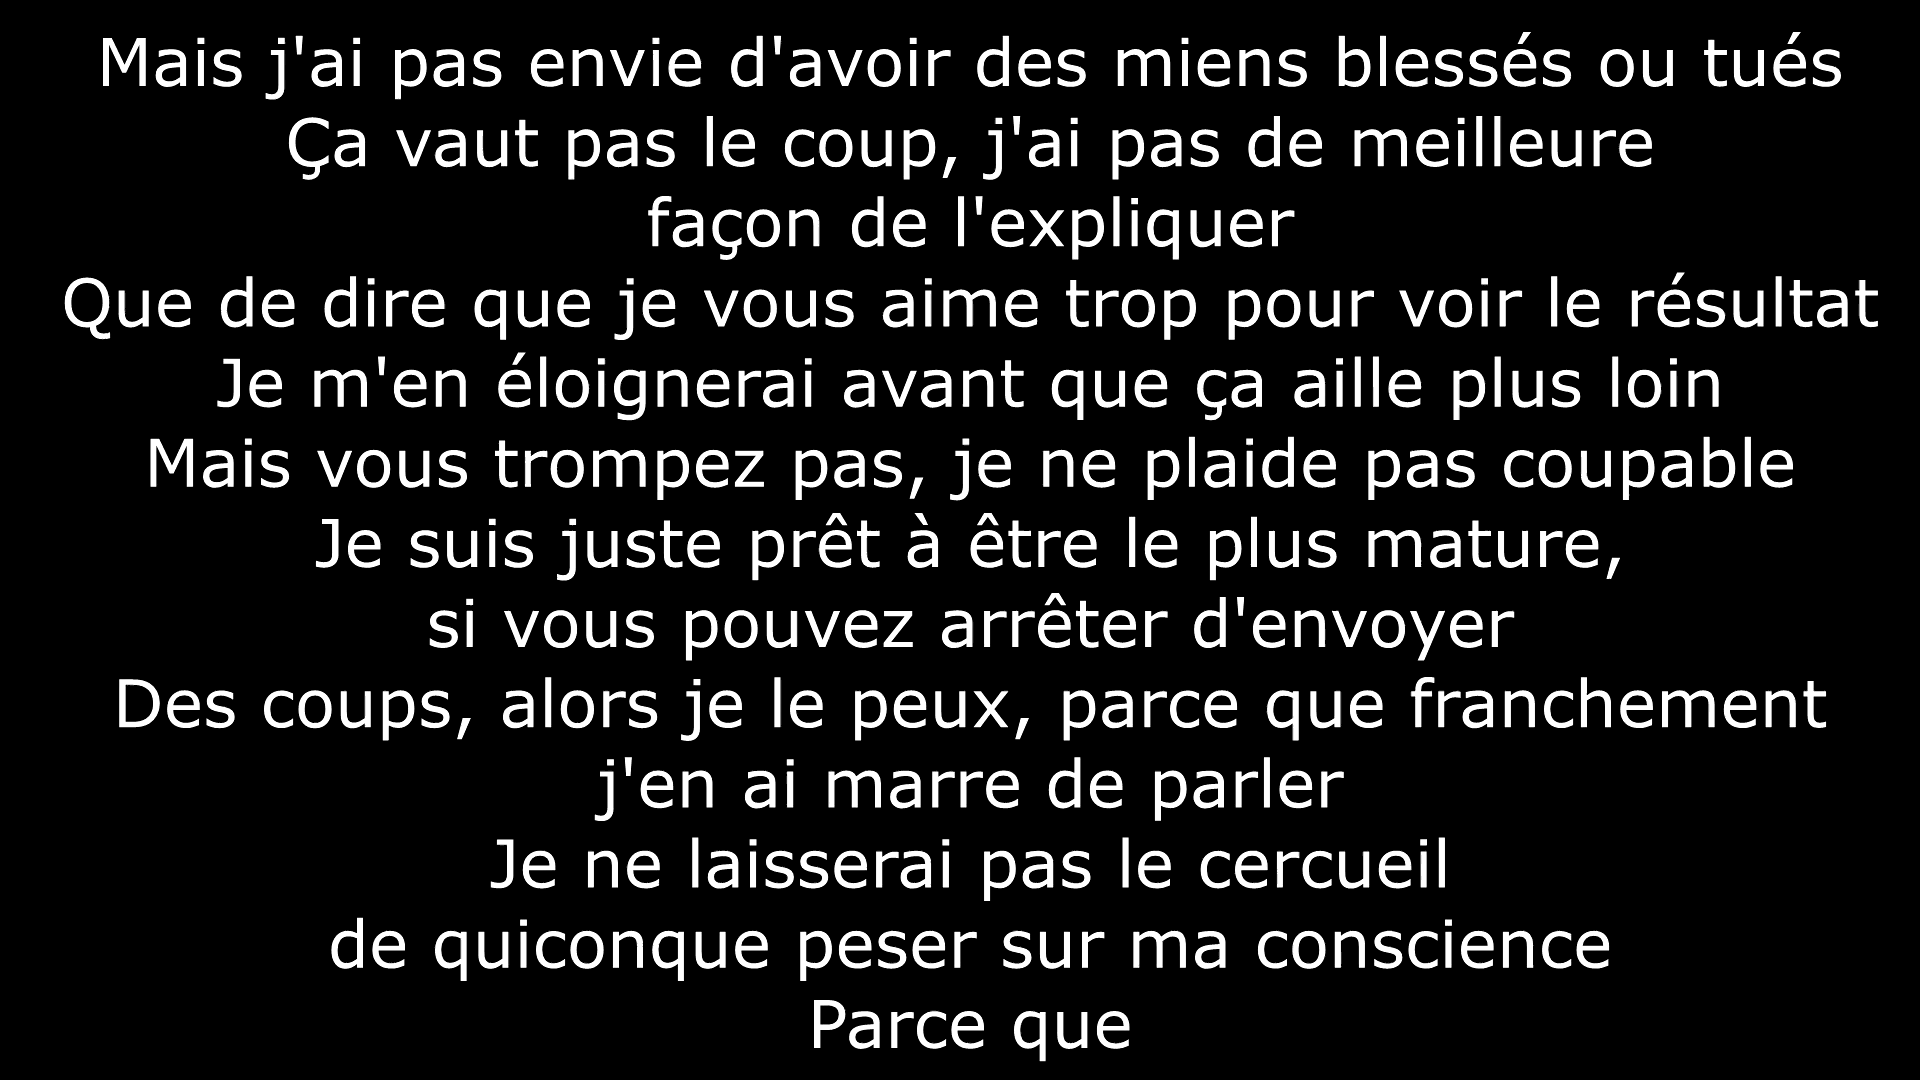 Mais j'ai pas envie d'avoir des miens blessés ou tués
Ça vaut pas le coup, j'ai pas de meilleure
façon de l'expliquer
Que de dire que je vous aime trop pour voir le résultat
Je m'en éloignerai avant que ça aille plus loin
Mais vous trompez pas, je ne plaide pas coupable
Je suis juste prêt à être le plus mature,
si vous pouvez arrêter d'envoyer
Des coups, alors je le peux, parce que franchement
j'en ai marre de parler
Je ne laisserai pas le cercueil
de quiconque peser sur ma conscience
Parce que